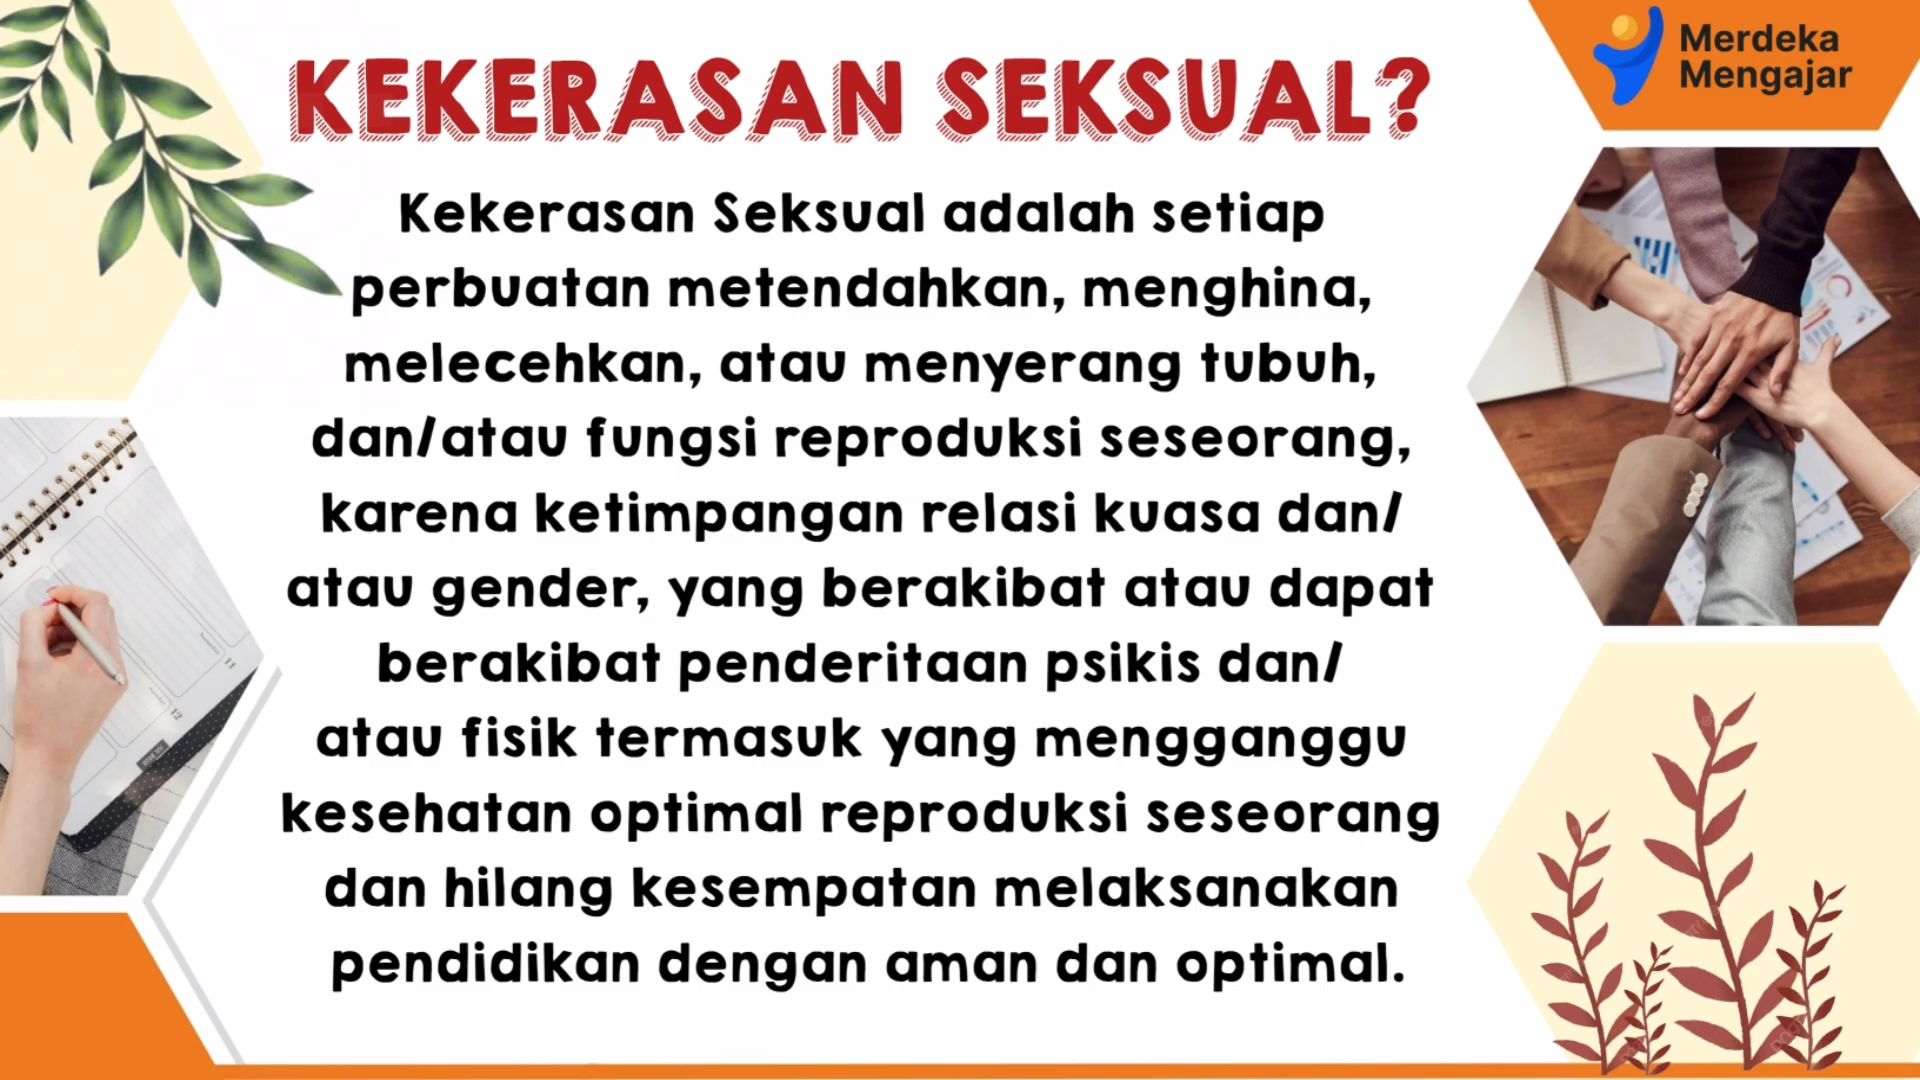 Merdeka
Mengajar
KEKERASAN SEKSUAL?
Kekerasan Seksual adalah setiap
perbuatan metendahkan, menghina,
melecehkan, atau menyerang tubuh,
dan/atau fungsi reproduksi seseorang,
karena ketimpangan relasi kuasa dan/
atau gender, yang berakibat atau dapat
berakibat penderitaan psikis dan/
atau fisik termasuk yang mengganggu
kesehatan optimal reproduksi seseorang
dan hilang kesempatan melaksanakan
pendidikan dengan aman dan optimal.
11
12